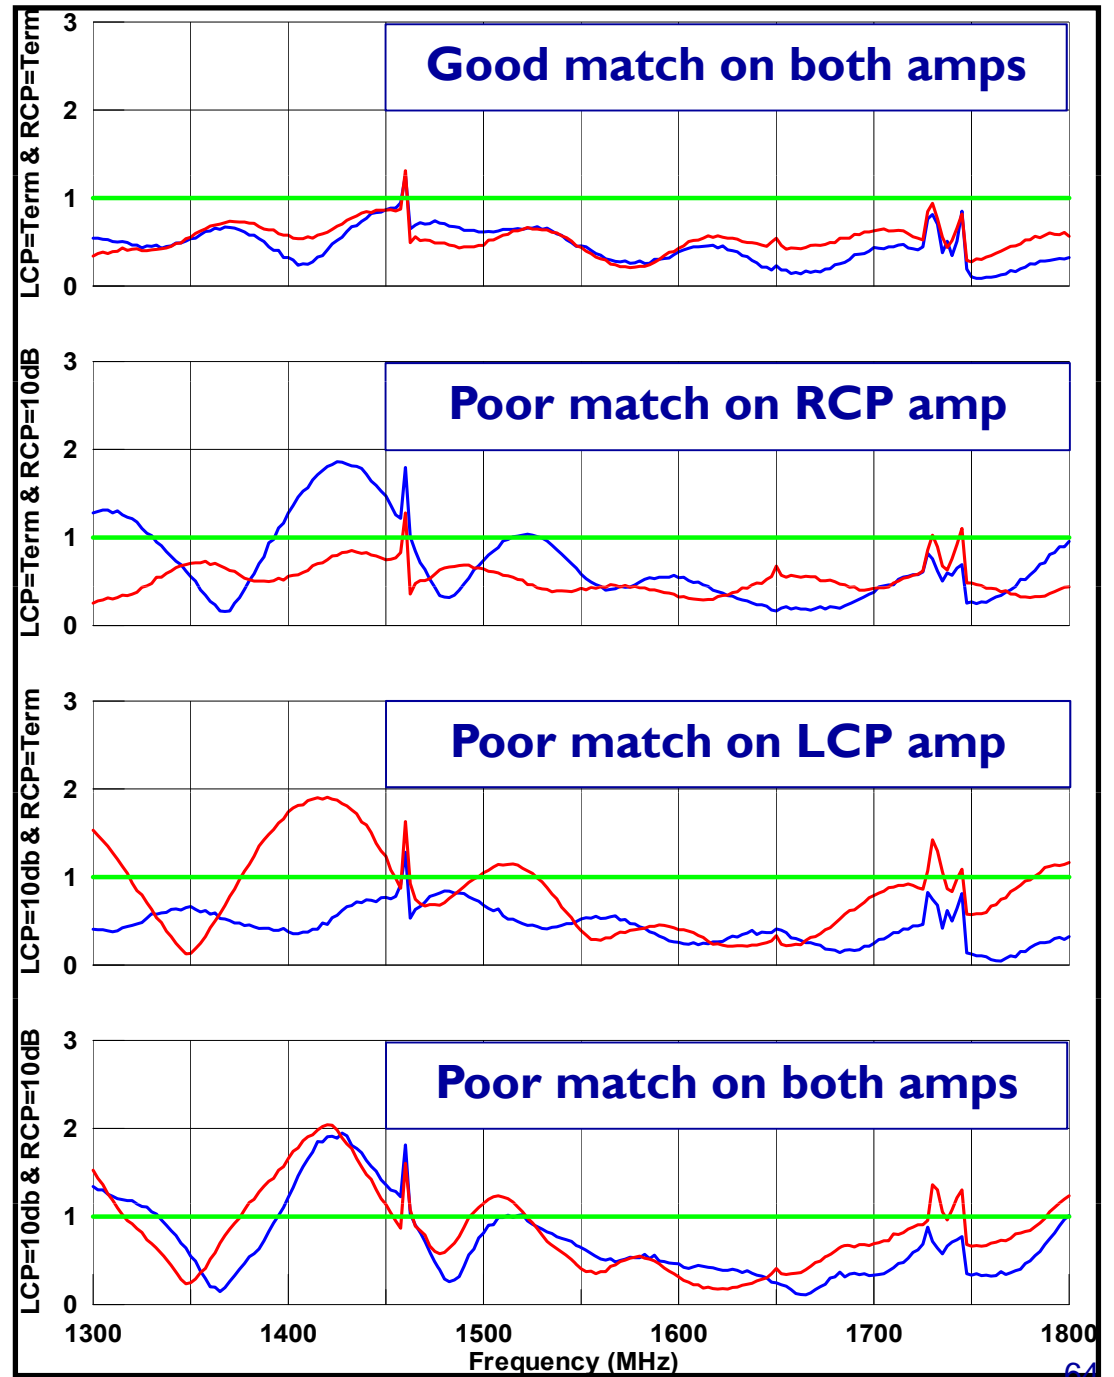 LCP=Term & RCP=Term
3
2
1
0
Good match on both amps
LCP=Term & RCP=10dB
3
2
1
0
Poor match on RCP amp
LCP=10db & RCP=Term
3
2
1
0
Poor match on LCP amp
LCP=10db & RCP=10dB
3
2
1
0
Poor match on both amps
1300 1400 1500 1600 1700 1800
Frequency (MHz)
64